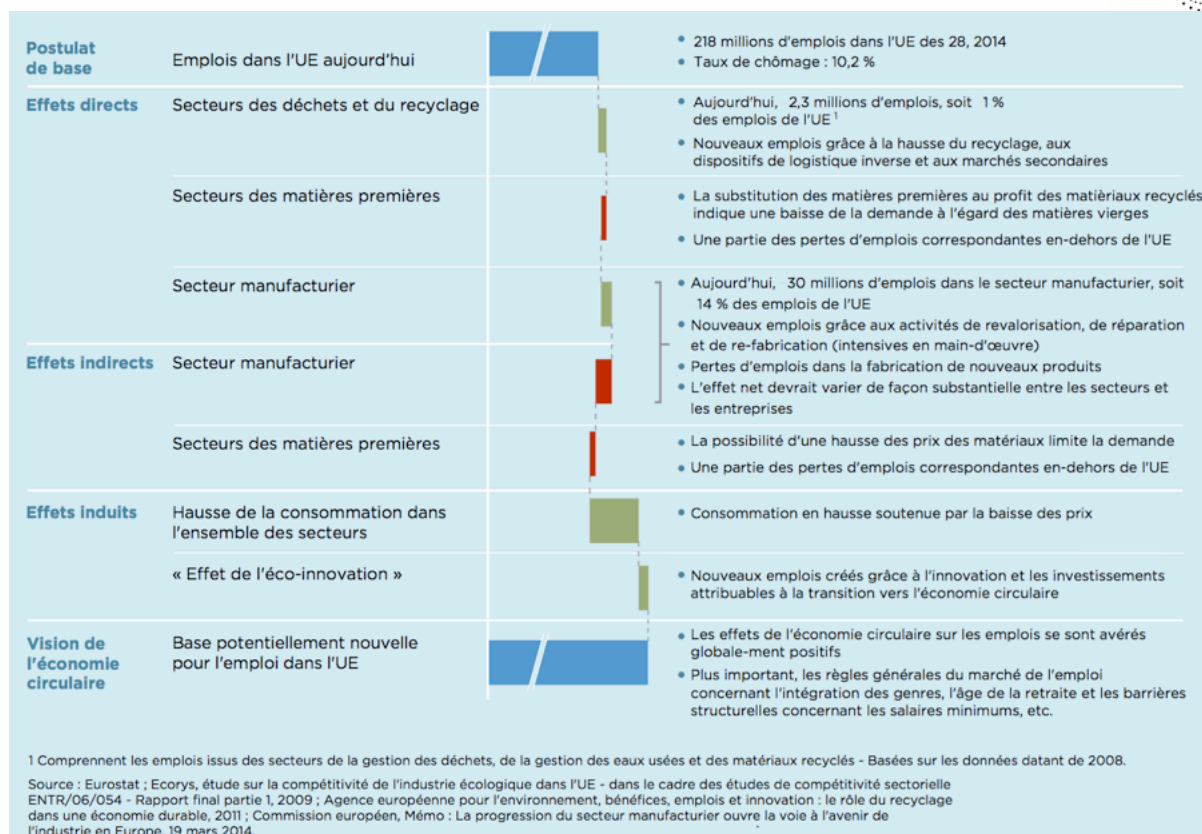 Postulat
de base
Emplois dans l'UE aujourd'hui
• 218 millions d'emplois dans l'UE des 28, 2014
• Taux de chômage : 10,2 %
Effets directs
Secteurs des déchets et du recyclage
• Aujourd'hui, 2,3 millions d'emplois, soit 1 %
des emplois de l'UE 1
• Nouveaux emplois grâce à la hausse du recyclage, aux
dispositifs de logistique inverse et aux marchés secondaires
Secteurs des matières premières
• La substitution des matières premières au profit des matièriaux recyclés
indique une baisse de la demande à l'égard des matières vierges
• Une partie des pertes d'emplois correspondantes en-dehors de l'UE
Secteur manufacturier
• Aujourd'hui, 30 millions d'emplois dans le secteur manufacturier, soit
14 % des emplois de l'UE
• Nouveaux emplois grâce aux activités de revalorisation, de réparation
et de re-fabrication (intensives en main-d'œuvre)
Effets indirects
Secteur manufacturier
• Pertes d'emplois dans la fabrication de nouveaux produits
• L'effet net devrait varier de façon substantielle entre les secteurs et
les entreprises
Secteurs des matières premières
• La possibilité d'une hausse des prix des matériaux limite la demande
• Une partie des pertes d'emplois correspondantes en-dehors de l'UE
Effets induits
Hausse de la consommation dans
l'ensemble des secteurs
• Consommation en hausse soutenue par la baisse des prix
« Effet de l'éco-innovation »
• Nouveaux emplois créés grâce à l'innovation et les investissements
attribuables à la transition vers l'économie circulaire
Vision de
l'économie
circulaire
Base potentiellement nouvelle
pour l'emploi dans l'UE
• Les effets de l'économie circulaire sur les emplois se sont avérés
globale-ment positifs
• Plus important, les règles générales du marché de l'emploi
concernant l'intégration des genres, l'âge de la retraite et les barrières
structurelles concernant les salaires minimums, etc.
1 Comprennent les emplois issus des secteurs de la gestion des déchets, de la gestion des eaux usées et des matériaux recyclés - Basées sur les données datant de 2008.
Source : Eurostat ; Ecorys, étude sur la compétitivité de l'industrie écologique dans l'UE - dans le cadre des études de compétitivité sectorielle
ENTR/06/054 - Rapport final partie 1, 2009 ; Agence européenne pour l'environnement, bénéfices, emplois et innovation : le rôle du recyclage
dans une économie durable, 2011 ; Commission européen, Mémo : La progression du secteur manufacturier ouvre la voie à l'avenir de
l'industrie en Europe, 19 mars 2014.